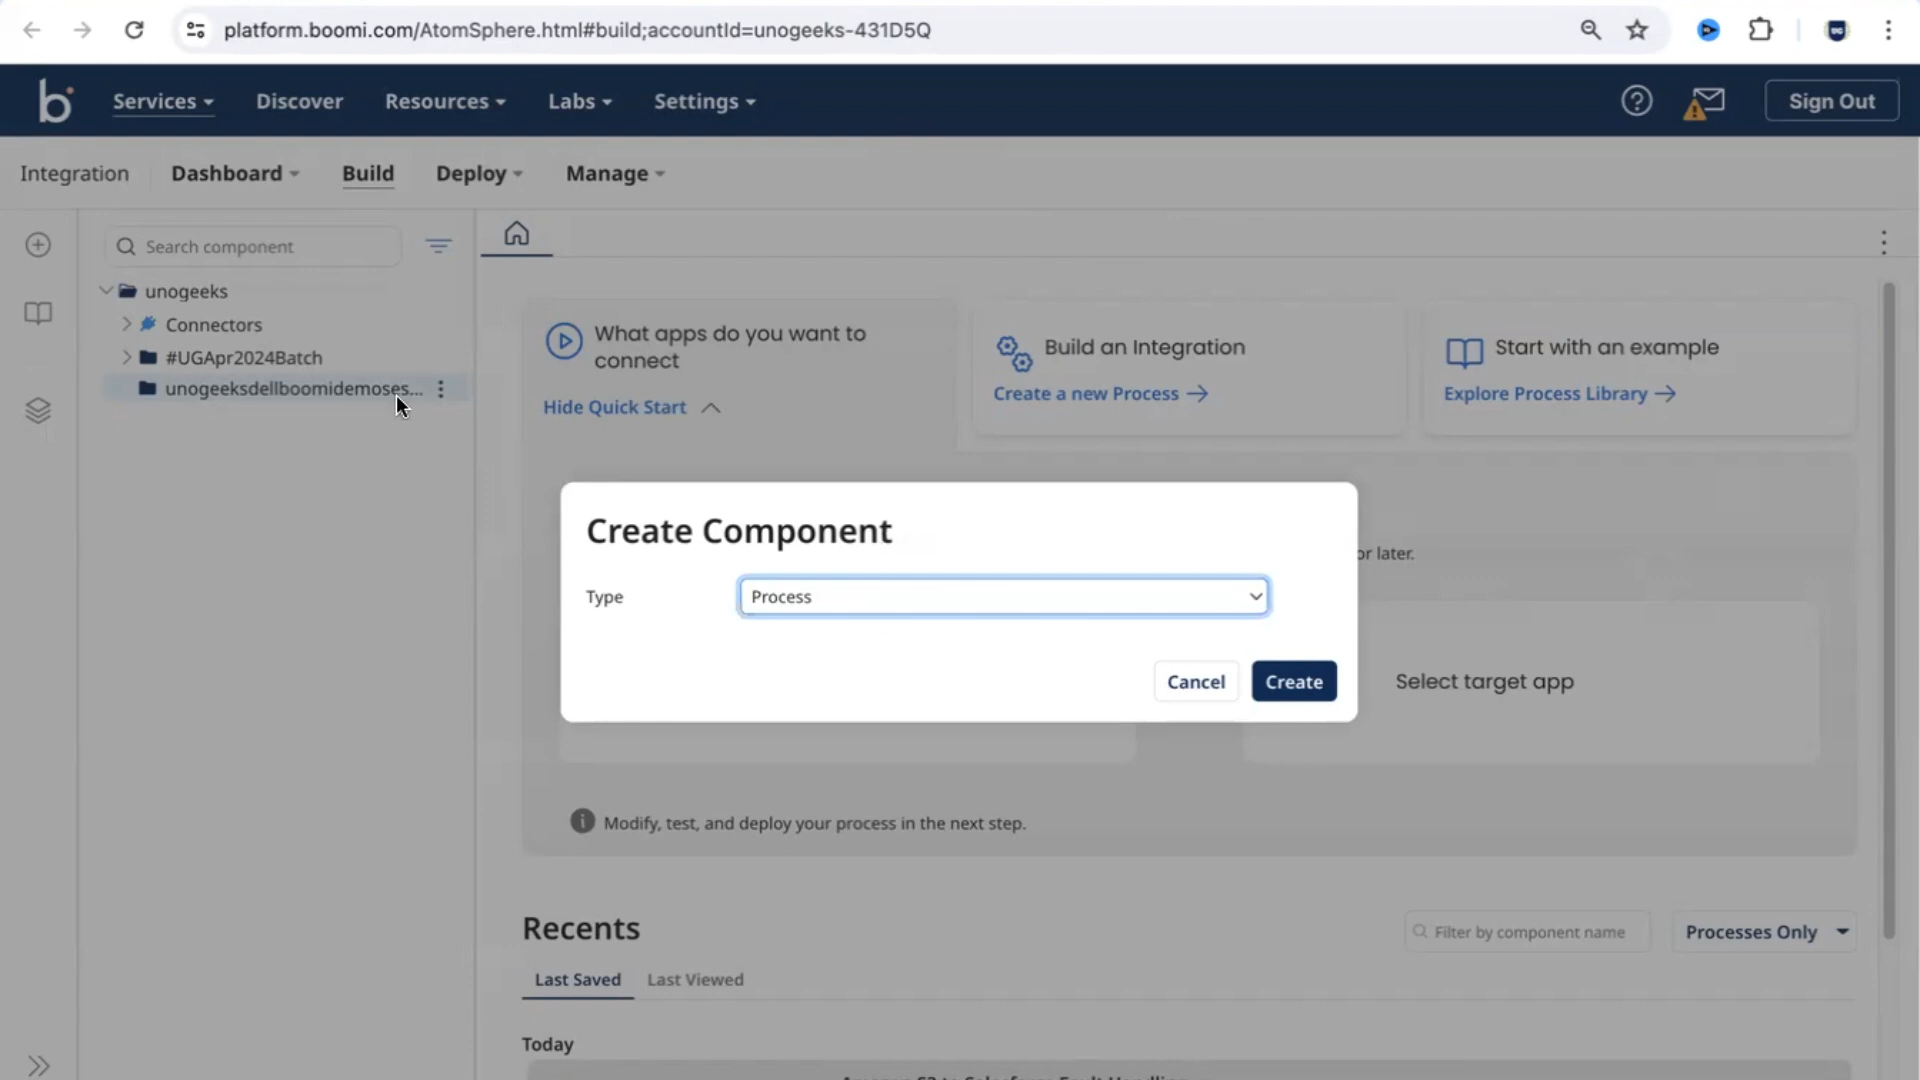 platform.boomi.com/AtomSphere.html#build;accountId=unogeeks-431D5Q
b
Services
Discover
Resources
Labs
Settings
Sign Out
Integration
Dashboard
Build
Deploy
Manage
Search component
unogeeks
Connectors
#UGApr2024Batch
unogeeksdellboomidemoses...
What apps do you want to
connect
Hide Quick Start
Build an Integration
Create a new Process
Start with an example
Explore Process Library
Create Component
or later.
Type
Process
Cancel
Create
Select target app
Modify, test, and deploy your process in the next step.
Recents
Filter by component name
Processes Only
Last Saved
Last Viewed
Today